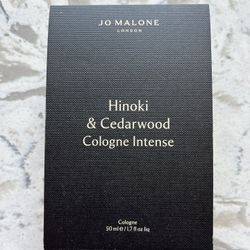 JO MALONE
LONDON
Hinoki
& Cedarwood
Cologne Intense
Cologne
50 ml e / 1.7 fl oz liq